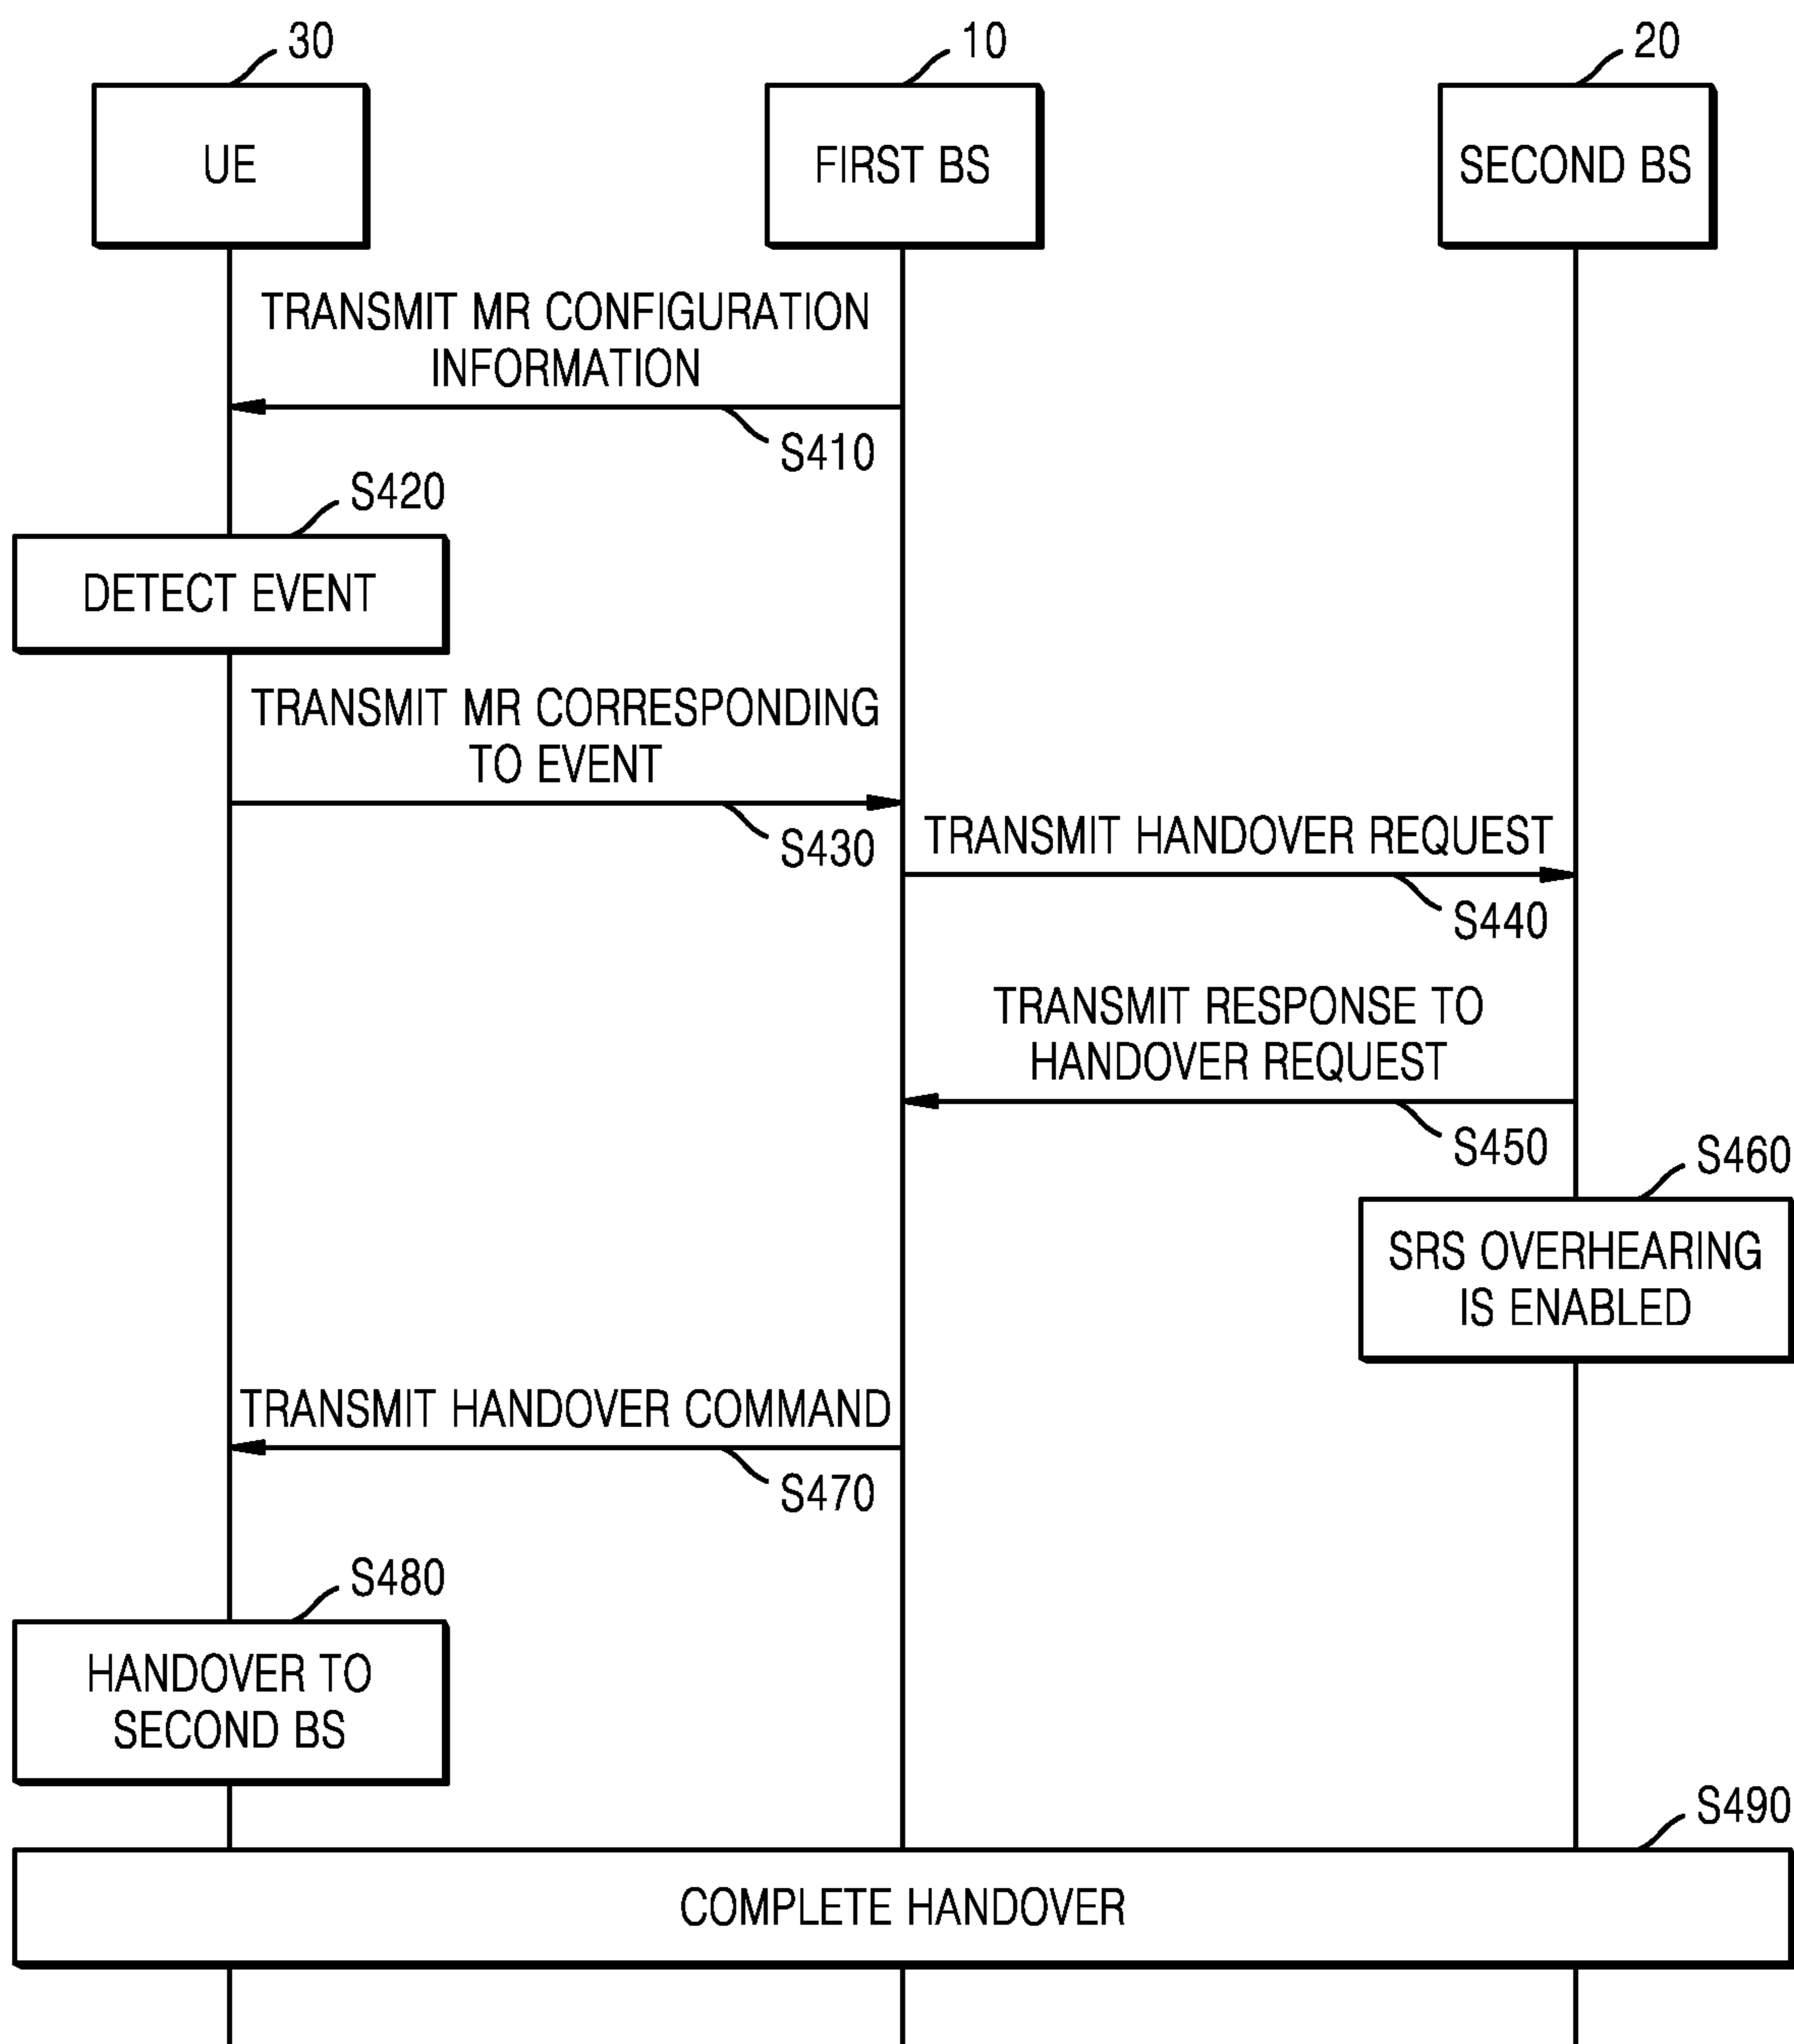 30
10
20
UE
FIRST BS
SECOND BS
TRANSMIT MR CONFIGURATION
INFORMATION
S410
S420
DETECT EVENT
TRANSMIT MR CORRESPONDING
TO EVENT
S430
TRANSMIT HANDOVER REQUEST
S440
TRANSMIT RESPONSE TO
HANDOVER REQUEST
S450
S460
SRS OVERHEARING
IS ENABLED
TRANSMIT HANDOVER COMMAND
S470
S480
HANDOVER TO
SECOND BS
S490
COMPLETE HANDOVER